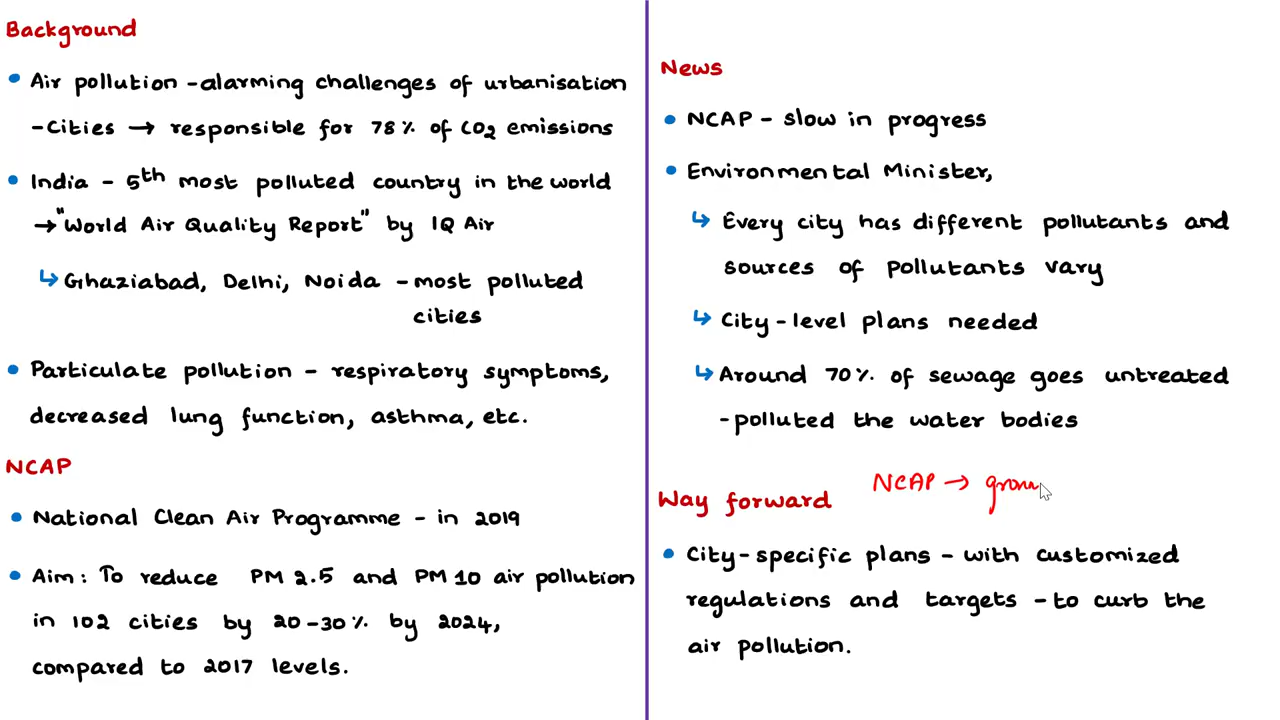 Background
• Air pollution - alarming challenges of urbanisation
- Cities → responsible for 78% of CO2 emissions
• India - 5th most polluted country in the world
→ "World Air Quality Report" by IQ Air
↳ Ghaziabad, Delhi, Noida - most polluted
cities
• Particulate pollution - respiratory symptoms,
decreased lung function, asthma, etc.
NCAP
• National Clean Air Programme - in 2019
• Aim: To reduce PM 2.5 and PM 10 air pollution
in 102 cities by 20-30% by 2024,
compared to 2017 levels.
News
• NCAP - slow in progress
• Environmental Minister,
↳ Every city has different pollutants and
sources of pollutants vary
↳ City-level plans needed
↳ Around 70% of sewage goes untreated
- polluted the water bodies
NCAP →
Way forward
• City-specific plans - with customized
regulations and targets - to curb the
air pollution.